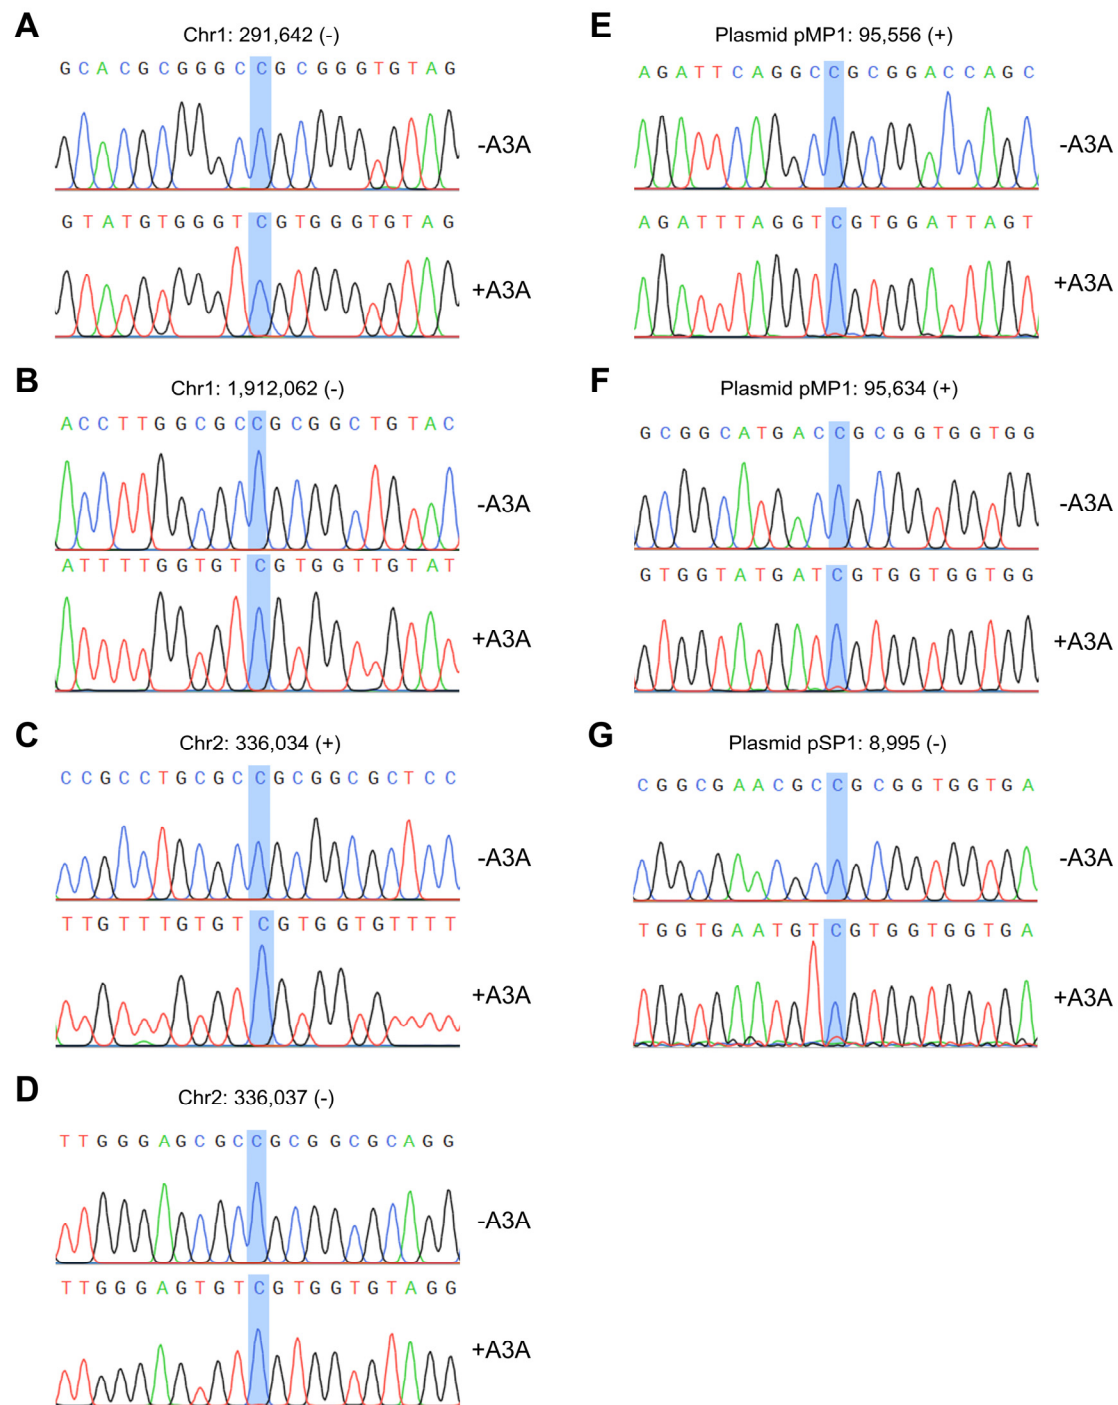 A
Chr1: 291,642 (-)
G C A C G C G G G C C G C G G G T G T A G
-A3A
G T A T G T G G G T C G T G G G T G T A G
+A3A
B
Chr1: 1,912,062 (-)
A C C T T G G C G C C G C G G C T G T A C
-A3A
A T T T T G G T G T C G T G G T T G T A T
+A3A
C
Chr2: 336,034 (+)
C C G C C T G C G C C G C G G C G C T C C
-A3A
T T G T T T G T G T C G T G G T G T T T T
+A3A
D
Chr2: 336,037 (-)
T T G G G A G C G C C G C G G C G C A G G
-A3A
T T G G G A G T G T C G T G G T G T A G G
+A3A
E
Plasmid pMP1: 95,556 (+)
A G A T T C A G G C C G C G G A C C A G C
-A3A
A G A T T T A G G T C G T G G A T T A G T
+A3A
F
Plasmid pMP1: 95,634 (+)
G C G G C A T G A C C G C G G T G G T G G
-A3A
G T G G T A T G A T C G T G G T G G T G G
+A3A
G
Plasmid pSP1: 8,995 (-)
C G G C G A A C G C C G C G G T G G T G A
-A3A
T G G T G A A T G T C G T G G T G G T G A
+A3A